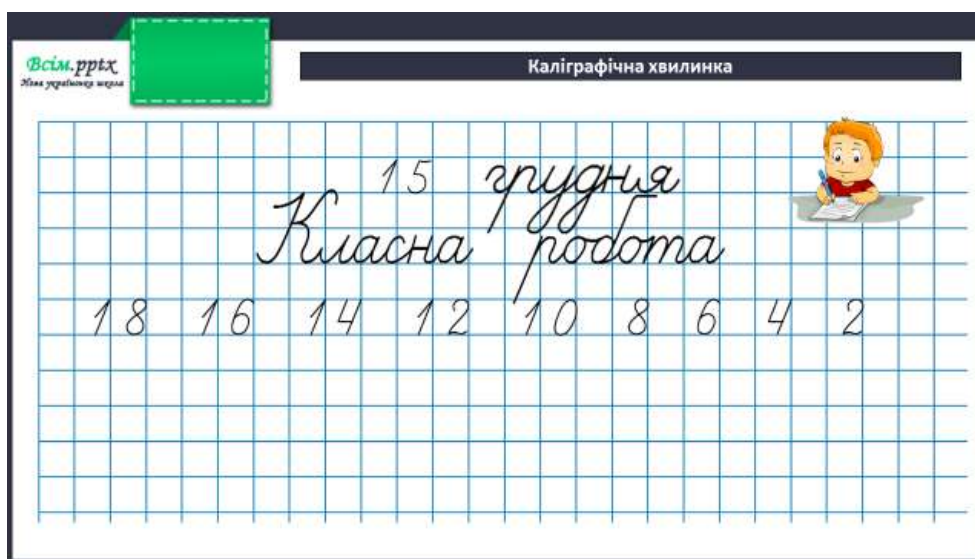 Всім.pptx
Нова українська школа
Каліграфічна хвилинка
15 грудня
Класна робота
18 16 14 12 10 8 6 4 2